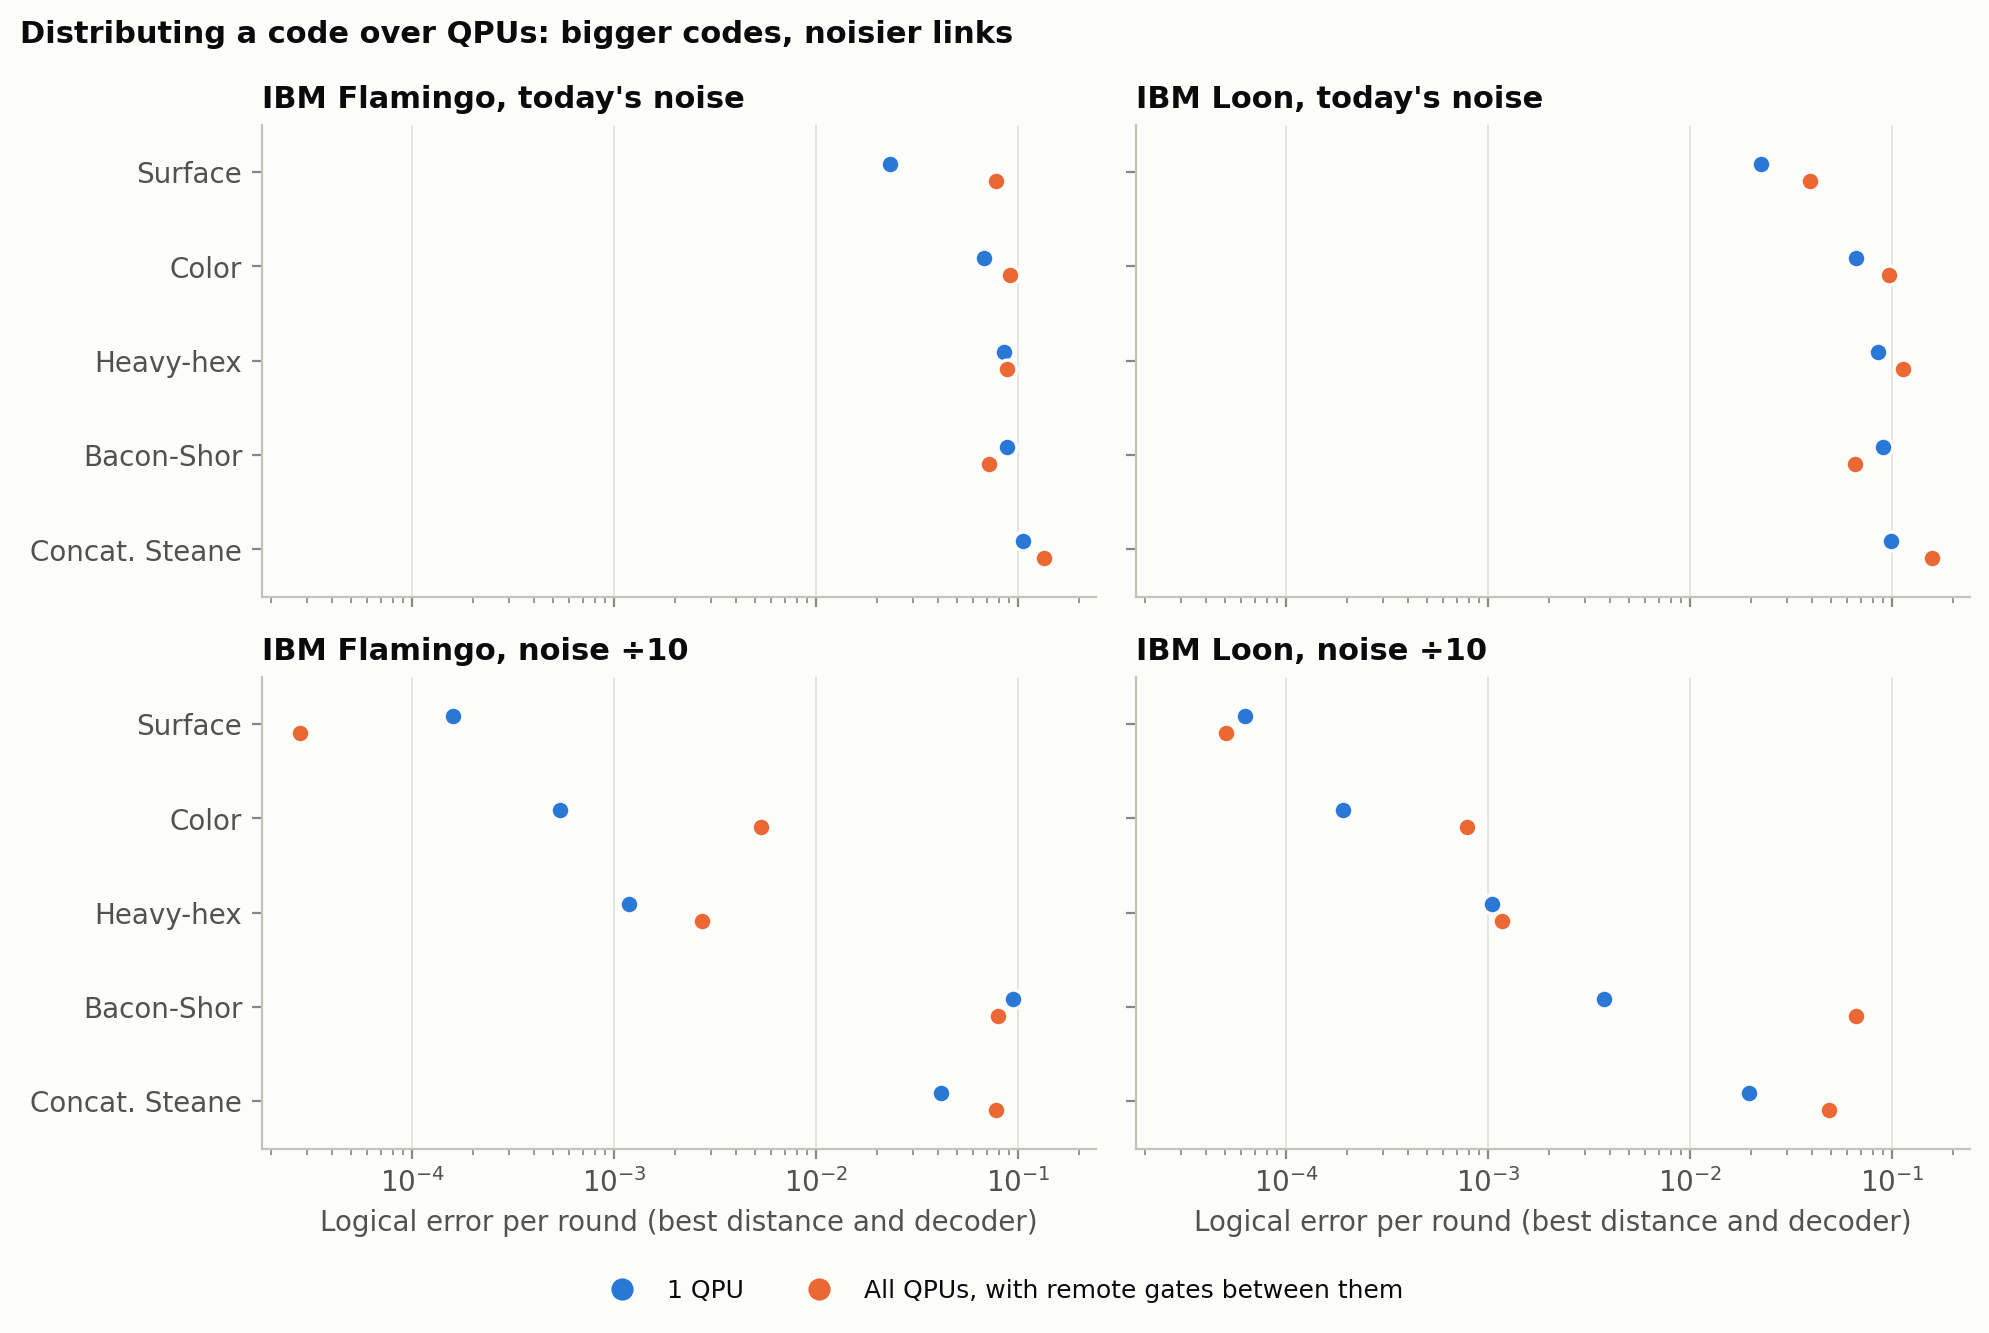 Distributing a code over QPUs: bigger codes, noisier links
IBM Flamingo, today's noise
Surface
Color
Heavy-hex
Bacon-Shor
Concat. Steane
IBM Loon, today's noise
IBM Flamingo, noise ÷10
Surface
Color
Heavy-hex
Bacon-Shor
Concat. Steane
10⁻⁴ 10⁻³ 10⁻² 10⁻¹
Logical error per round (best distance and decoder)
IBM Loon, noise ÷10
10⁻⁴ 10⁻³ 10⁻² 10⁻¹
Logical error per round (best distance and decoder)
1 QPU
All QPUs, with remote gates between them